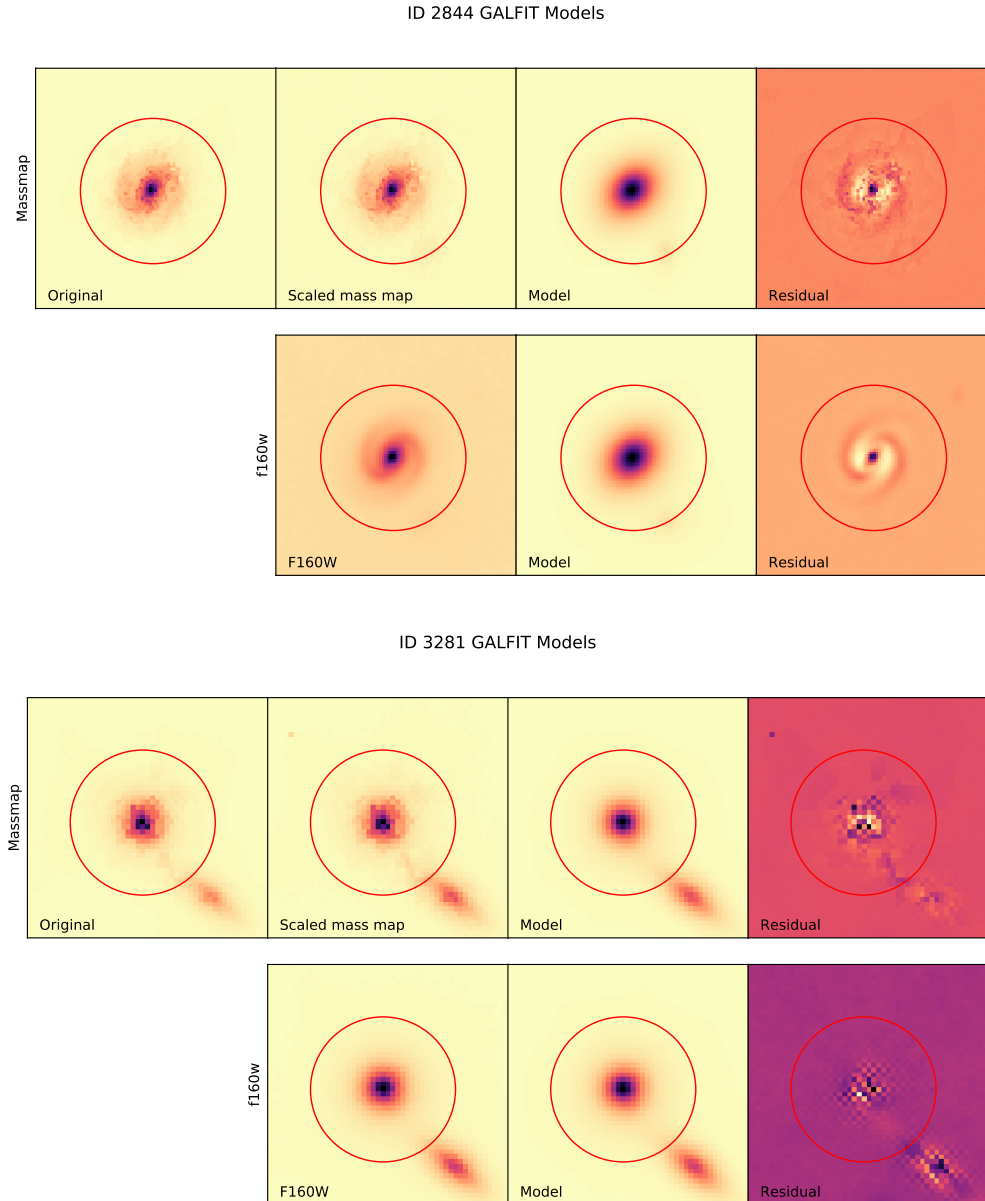 ID 2844 GALFIT Models
Massmap
Original
Scaled mass map
Model
Residual
f160w
F160W
Model
Residual
ID 3281 GALFIT Models
Massmap
Original
Scaled mass map
Model
Residual
f160w
F160W
Model
Residual